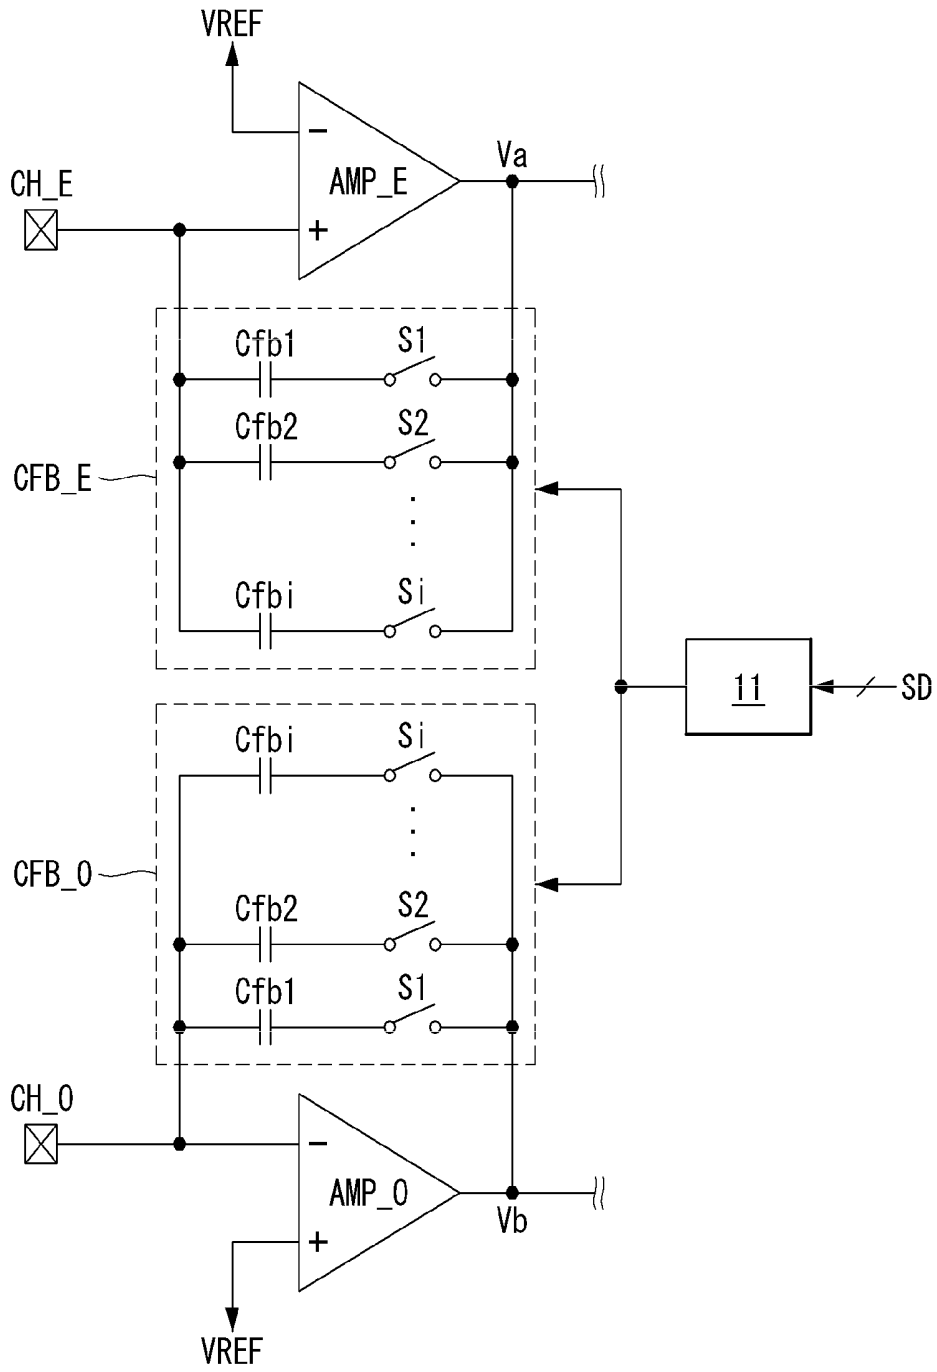 VREF
Va
CH_E
−
AMP_E
+
Cfb1 S1
Cfb2 S2
CFB_E
Cfbi Si
11
SD
Cfbi Si
CFB_O
Cfb2 S2
Cfb1 S1
CH_O
−
AMP_O
+
Vb
VREF